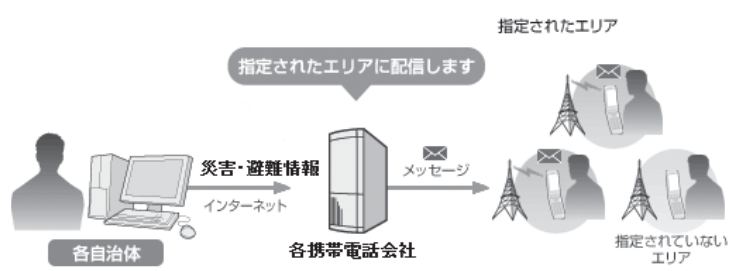 指定されたエリア
指定されたエリアに配信します
災害・避難情報
インターネット
メッセージ
各自治体
各携帯電話会社
指定されていない
エリア